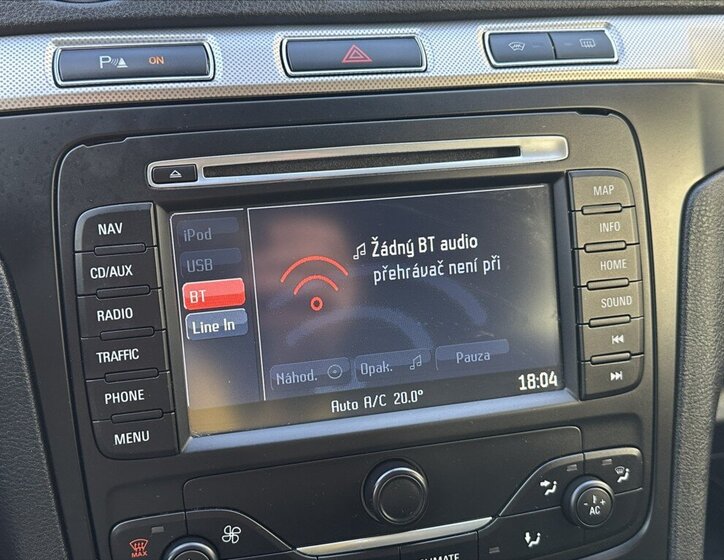 P ON
NAV
CD/AUX
RADIO
TRAFFIC
PHONE
MENU
iPod
USB
BT
Line In
Žádný BT audio
přehrávač není při
Náhod.
Opak.
Pauza
18:04
Auto A/C 20.0°
MAP
INFO
HOME
SOUND
MAX
AC
CLIMATE